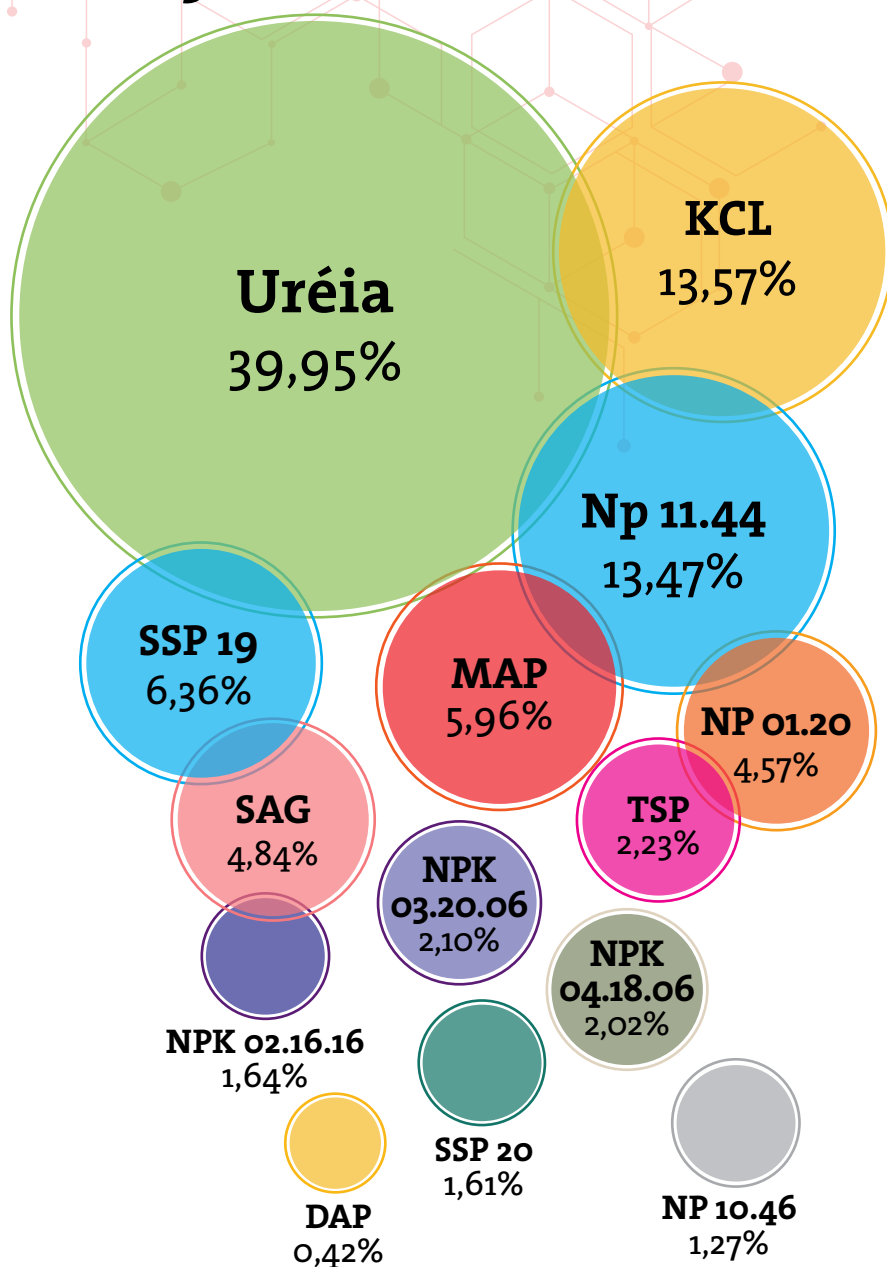 Uréia
39,95%
KCL
13,57%
Np 11.44
13,47%
SSP 19
6,36%
MAP
5,96%
NP 01.20
4,57%
SAG
4,84%
TSP
2,23%
NPK
03.20.06
2,10%
NPK
04.18.06
2,02%
NPK 02.16.16
1,64%
SSP 20
1,61%
NP 10.46
1,27%
DAP
0,42%